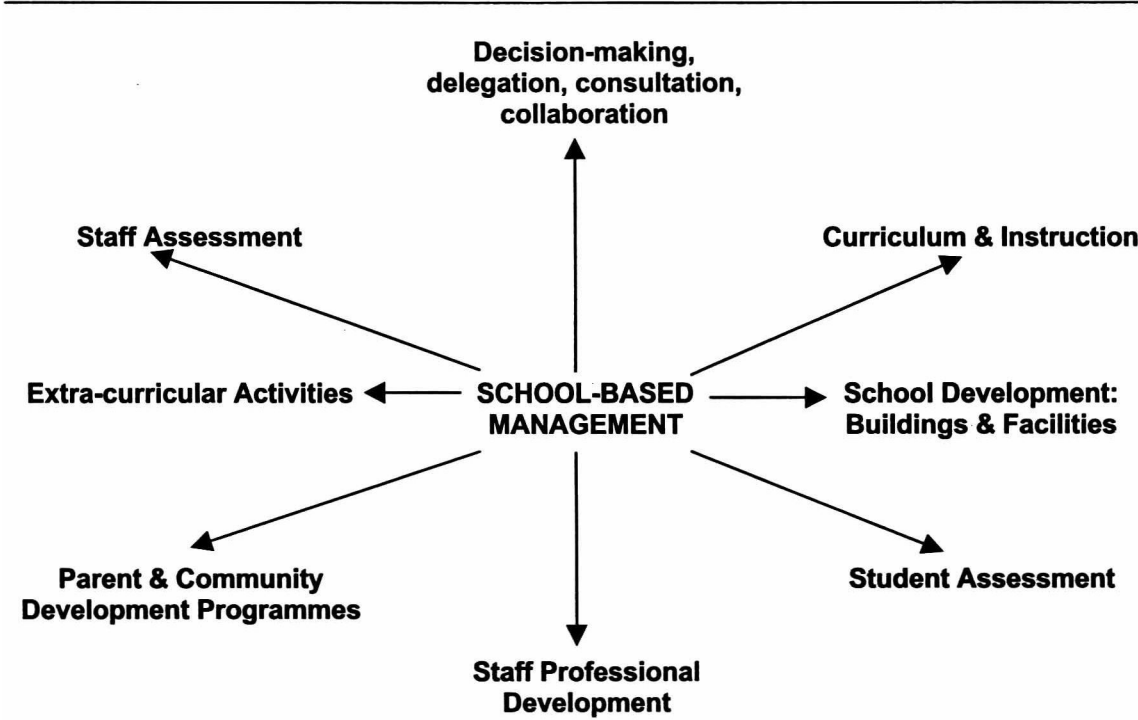 Decision-making,
delegation, consultation,
collaboration
Staff Assessment
Curriculum & Instruction
Extra-curricular Activities
SCHOOL-BASED
MANAGEMENT
School Development:
Buildings & Facilities
Parent & Community
Development Programmes
Student Assessment
Staff Professional
Development